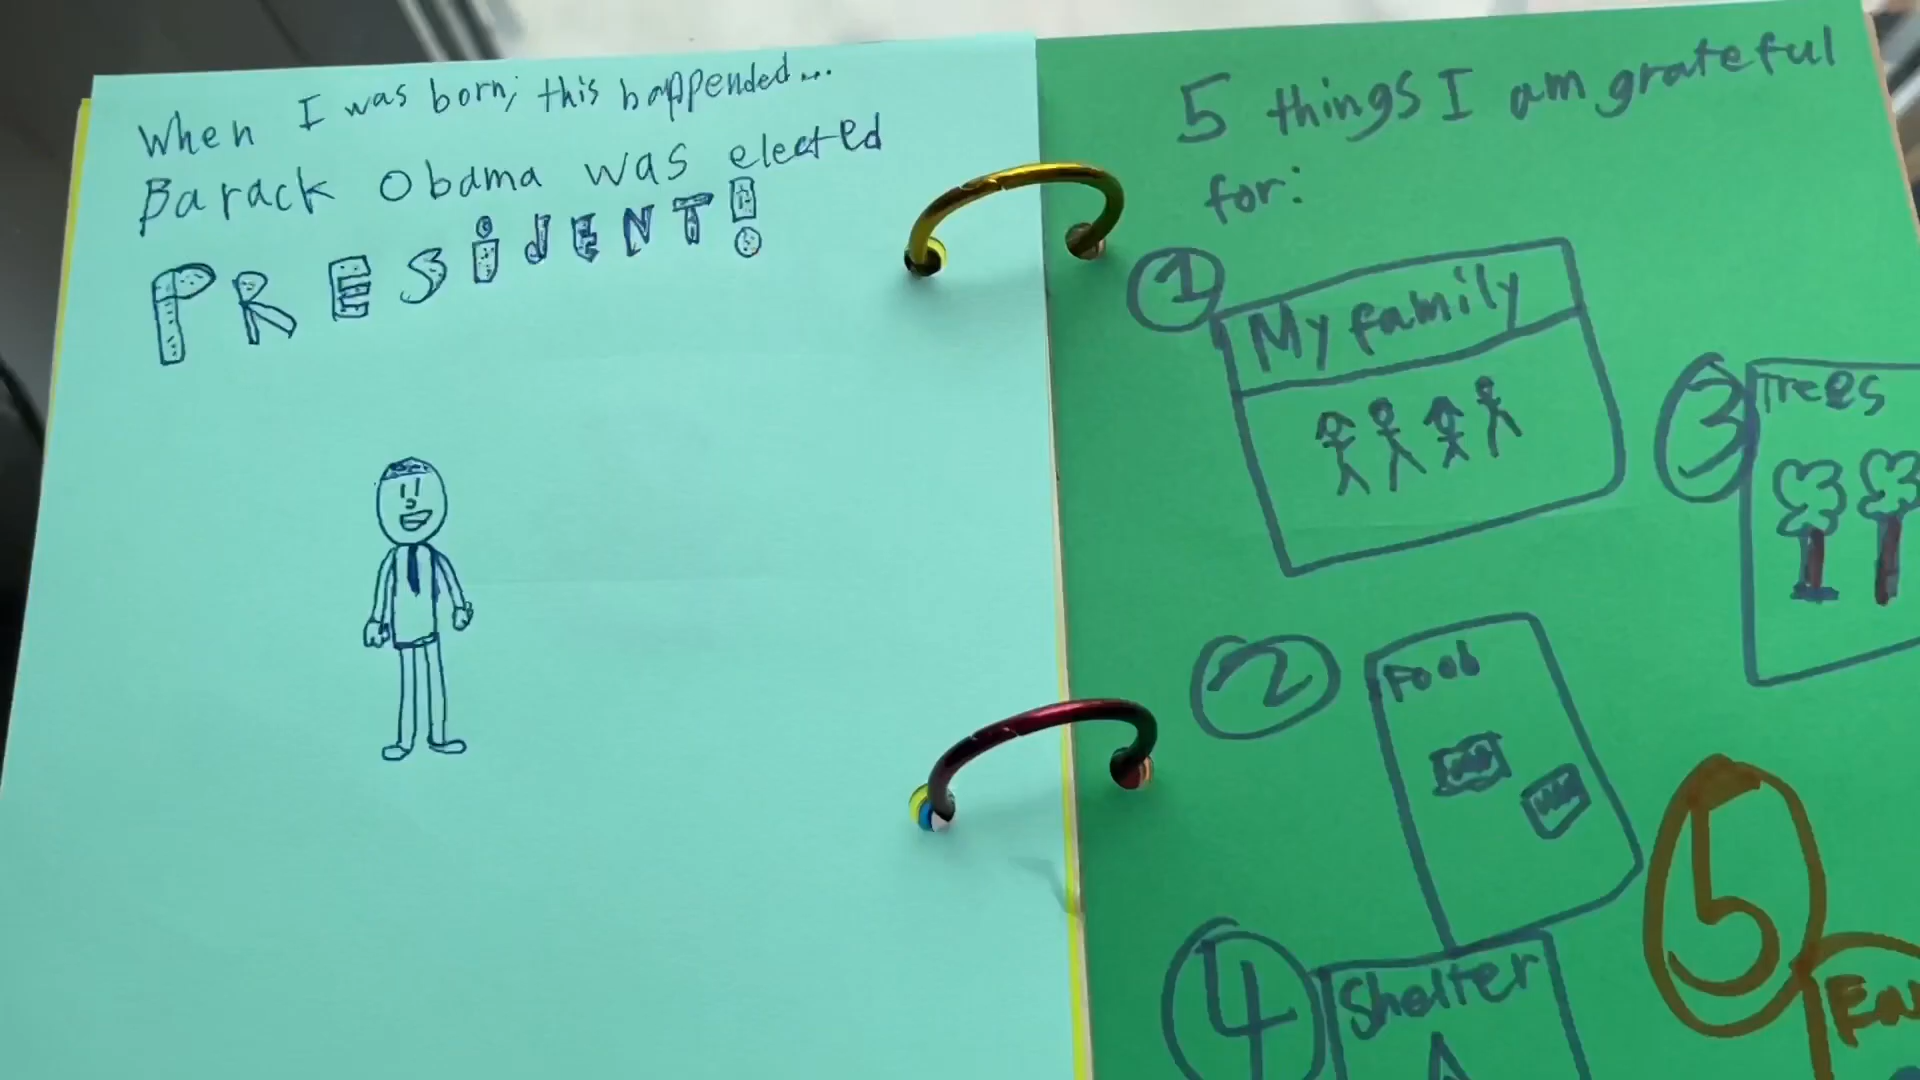 When I was born; this happended...
Barack Obama was elected
PRESiDENT!
5 things I am grateful
for:
1
My family
3
Trees
2
Food
5
4
Shelter